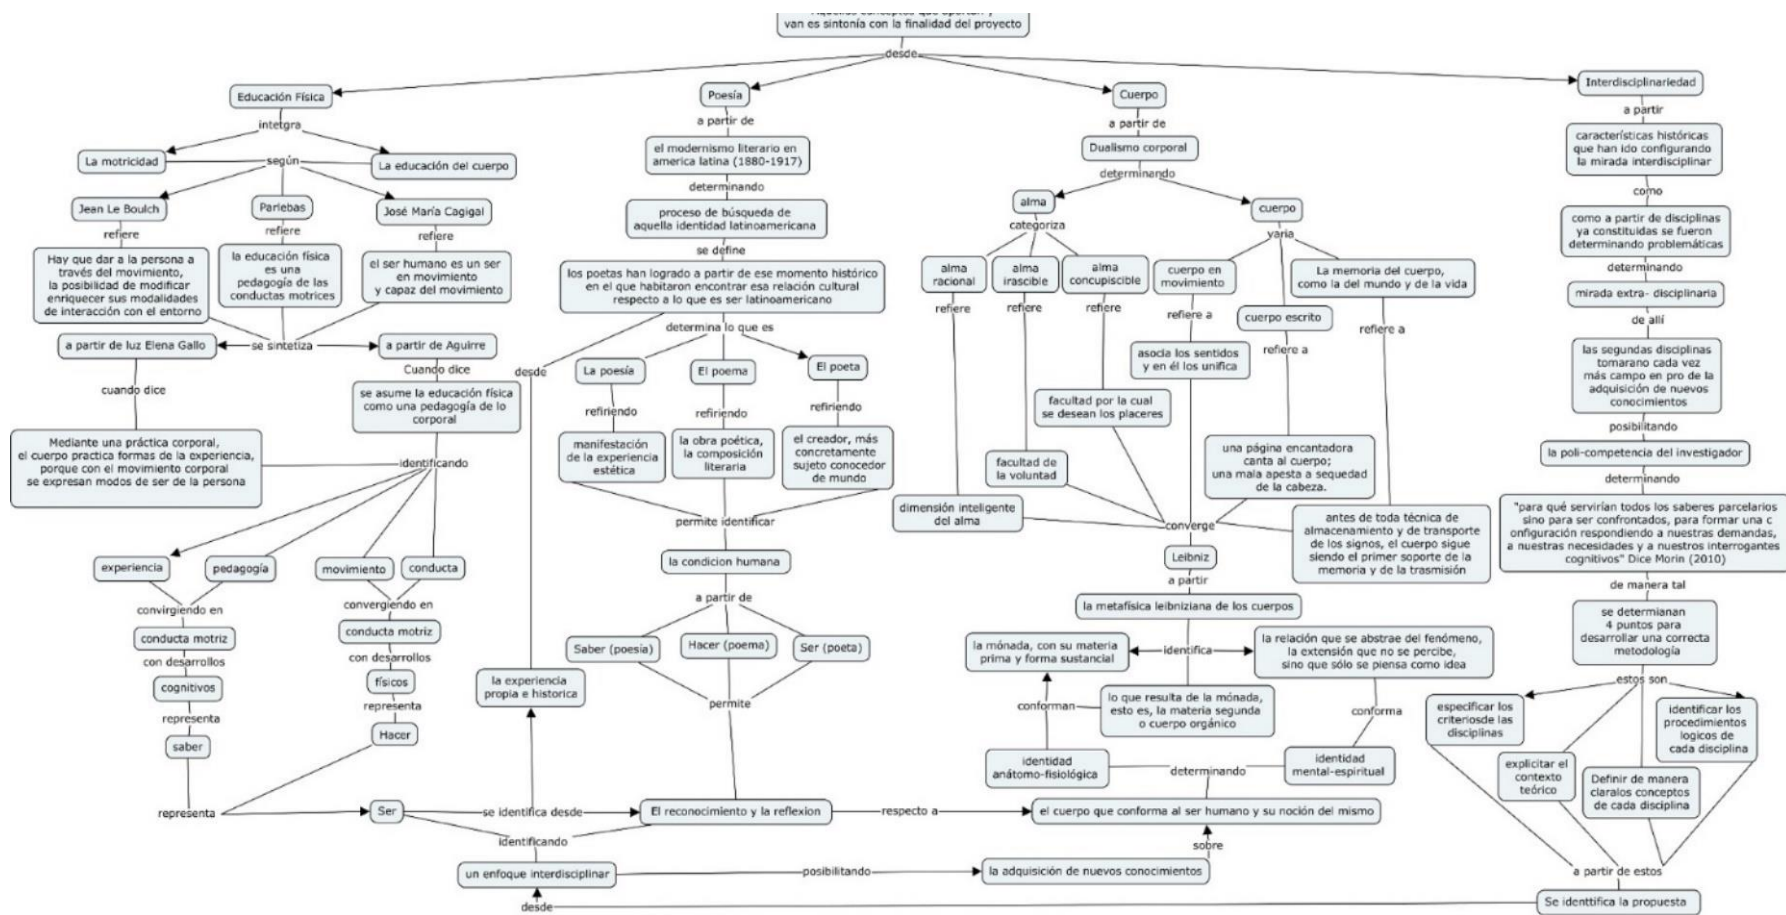 van es sintonía con la finalidad del proyecto
desde
Educación Física
intetgra
La motricidad
según
La educación del cuerpo
Jean Le Boulch
Parlebas
José María Cagigal
refiere
refiere
refiere
Hay que dar a la persona a
través del movimiento,
la posibilidad de modificar
enriquecer sus modalidades
de interacción con el entorno
la educación física
es una
pedagogía de las
conductas motrices
el ser humano es un ser
en movimiento
y capaz del movimiento
a partir de luz Elena Gallo
se sintetiza
a partir de Aguirre
cuando dice
Cuando dice
se asume la educación física
como una pedagogía de lo
corporal
Mediante una práctica corporal,
el cuerpo practica formas de la experiencia,
porque con el movimiento corporal
se expresan modos de ser de la persona
identificando
experiencia
pedagogía
movimiento
conducta
convirgiendo en
convergiendo en
conducta motriz
conducta motriz
con desarrollos
con desarrollos
cognitivos
físicos
representa
representa
saber
Hacer
representa
Ser
Poesía
a partir de
el modernismo literario en
america latina (1880-1917)
determinando
proceso de búsqueda de
aquella identidad latinoamericana
se define
los poetas han logrado a partir de ese momento histórico
en el que habitaron encontrar esa relación cultural
respecto a lo que es ser latinoamericano
desde
determina lo que es
La poesía
El poema
El poeta
refiriendo
refiriendo
refiriendo
manifestación
de la experiencia
estética
la obra poética,
la composición
literaria
el creador, más
concretamente
sujeto conocedor
de mundo
permite identificar
la condicion humana
a partir de
Saber (poesia)
Hacer (poema)
Ser (poeta)
permite
la experiencia
propia e historica
se identifica desde
El reconocimiento y la reflexion
respecto a
identificando
un enfoque interdisciplinar
posibilitando
la adquisición de nuevos conocimientos
sobre
desde
Cuerpo
a partir de
Dualismo corporal
determinando
alma
cuerpo
categoriza
varia
alma
racional
alma
irascible
alma
concupiscible
cuerpo en
movimiento
cuerpo escrito
La memoria del cuerpo,
como la del mundo y de la vida
refiere
refiere
refiere
refiere a
refiere a
refiere a
asocia los sentidos
y en él los unifica
facultad por la cual
se desean los placeres
facultad de
la voluntad
dimensión inteligente
del alma
una página encantadora
canta al cuerpo;
una mala apesta a sequedad
de la cabeza.
antes de toda técnica de
almacenamiento y de transporte
de los signos, el cuerpo sigue
siendo el primer soporte de la
memoria y de la trasmisión
converge
Leibniz
a partir
la metafísica leibniziana de los cuerpos
la mónada, con su materia
prima y forma sustancial
identifica
la relación que se abstrae del fenómeno,
la extensión que no se percibe,
sino que sólo se piensa como idea
lo que resulta de la mónada,
esto es, la materia segunda
o cuerpo orgánico
conforman
conforma
identidad
anátomo-fisiológica
determinando
identidad
mental-espiritual
el cuerpo que conforma al ser humano y su noción del mismo
Interdisciplinariedad
a partir
características históricas
que han ido configurando
la mirada interdisciplinar
como
como a partir de disciplinas
ya constituidas se fueron
determinando problemáticas
determinando
mirada extra- disciplinaria
de allí
las segundas disciplinas
tomarano cada vez
más campo en pro de la
adquisición de nuevos
conocimientos
posibilitando
la poli-competencia del investigador
determinando
"para qué servirían todos los saberes parcelarios
sino para ser confrontados, para formar una c
onfiguración respondiendo a nuestras demandas,
a nuestras necesidades y a nuestros interrogantes
cognitivos" Dice Morin (2010)
de manera tal
se determianan
4 puntos para
desarrollar una correcta
metodología
estos son
especificar los
criteriosde las
disciplinas
explicitar el
contexto
teórico
Definir de manera
claralos conceptos
de cada disciplina
identificar los
procedimientos
logicos de
cada disciplina
a partir de estos
Se identtifica la propuesta